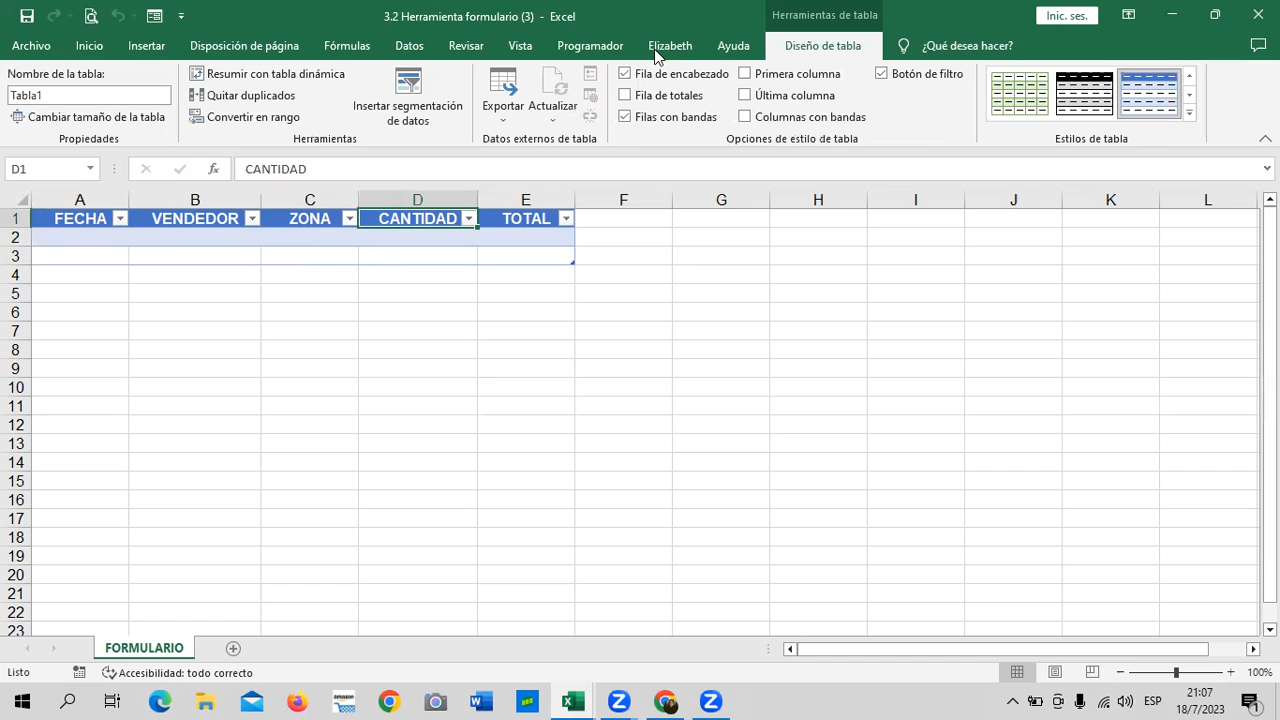 3.2 Herramienta formulario (3) - Excel
Herramientas de tabla
Inic. ses.
Archivo Inicio Insertar Disposición de página Fórmulas Datos Revisar Vista Programador Elizabeth Ayuda Diseño de tabla ¿Qué desea hacer?
Nombre de la tabla:
Tabla1
Cambiar tamaño de la tabla
Propiedades
Resumir con tabla dinámica
Quitar duplicados
Convertir en rango
Insertar segmentación
de datos
Herramientas
Exportar Actualizar
Datos externos de tabla
Fila de encabezado
Fila de totales
Filas con bandas
Primera columna
Última columna
Columnas con bandas
Botón de filtro
Opciones de estilo de tabla
Estilos de tabla
D1 fx CANTIDAD
A B C D E F G H I J K L
1 FECHA VENDEDOR ZONA CANTIDAD TOTAL
2
3
4
5
6
7
8
9
10
11
12
13
14
15
16
17
18
19
20
21
22
23
FORMULARIO
Listo Accesibilidad: todo correcto 100%
ESP
21:07
18/7/2023
1